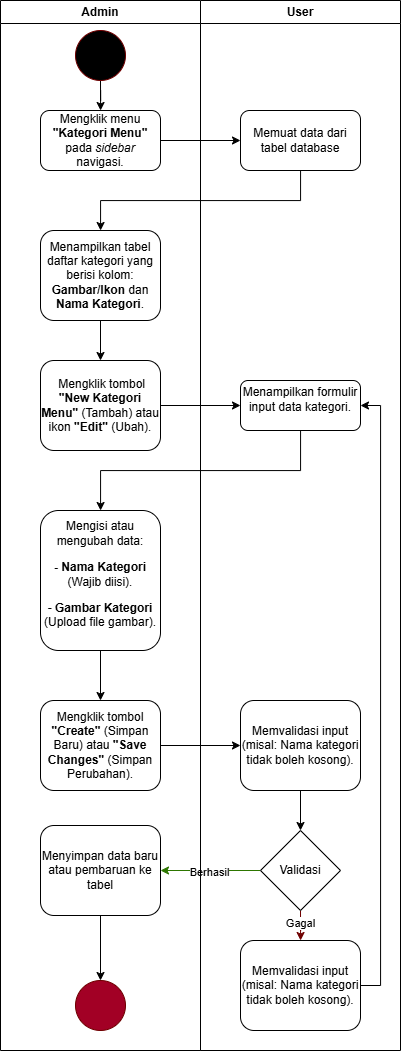 Admin
User
Mengklik menu
"Kategori Menu"
pada sidebar
navigasi.
Memuat data dari
tabel database
Menampilkan tabel
daftar kategori yang
berisi kolom:
Gambar/Ikon dan
Nama Kategori.
Mengklik tombol
"New Kategori
Menu" (Tambah) atau
ikon "Edit" (Ubah).
Menampilkan formulir
input data kategori.
Mengisi atau
mengubah data:
- Nama Kategori
(Wajib diisi).
- Gambar Kategori
(Upload file gambar).
Mengklik tombol
"Create" (Simpan
Baru) atau "Save
Changes" (Simpan
Perubahan).
Memvalidasi input
(misal: Nama kategori
tidak boleh kosong).
Validasi
Berhasil
Menyimpan data baru
atau pembaruan ke
tabel
Gagal
Memvalidasi input
(misal: Nama kategori
tidak boleh kosong).